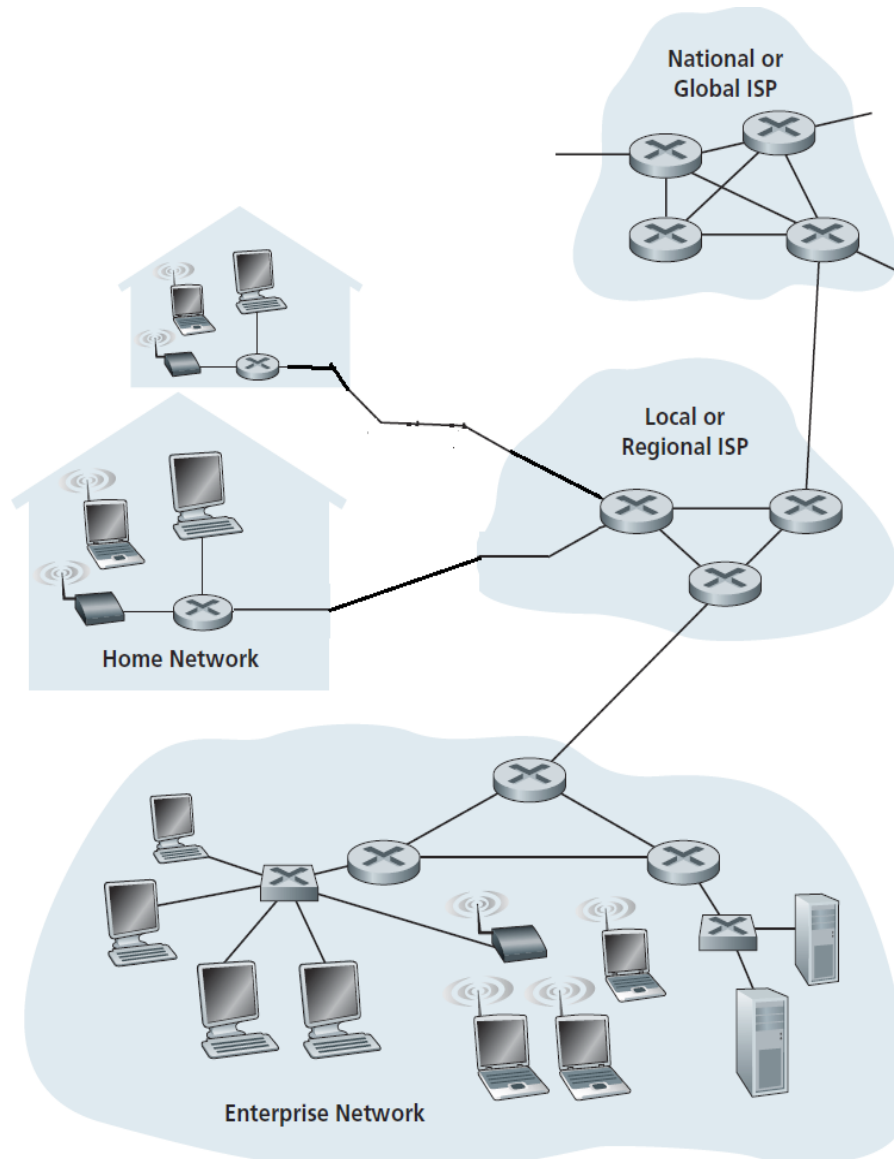 National or
Global ISP
Local or
Regional ISP
Home Network
Enterprise Network